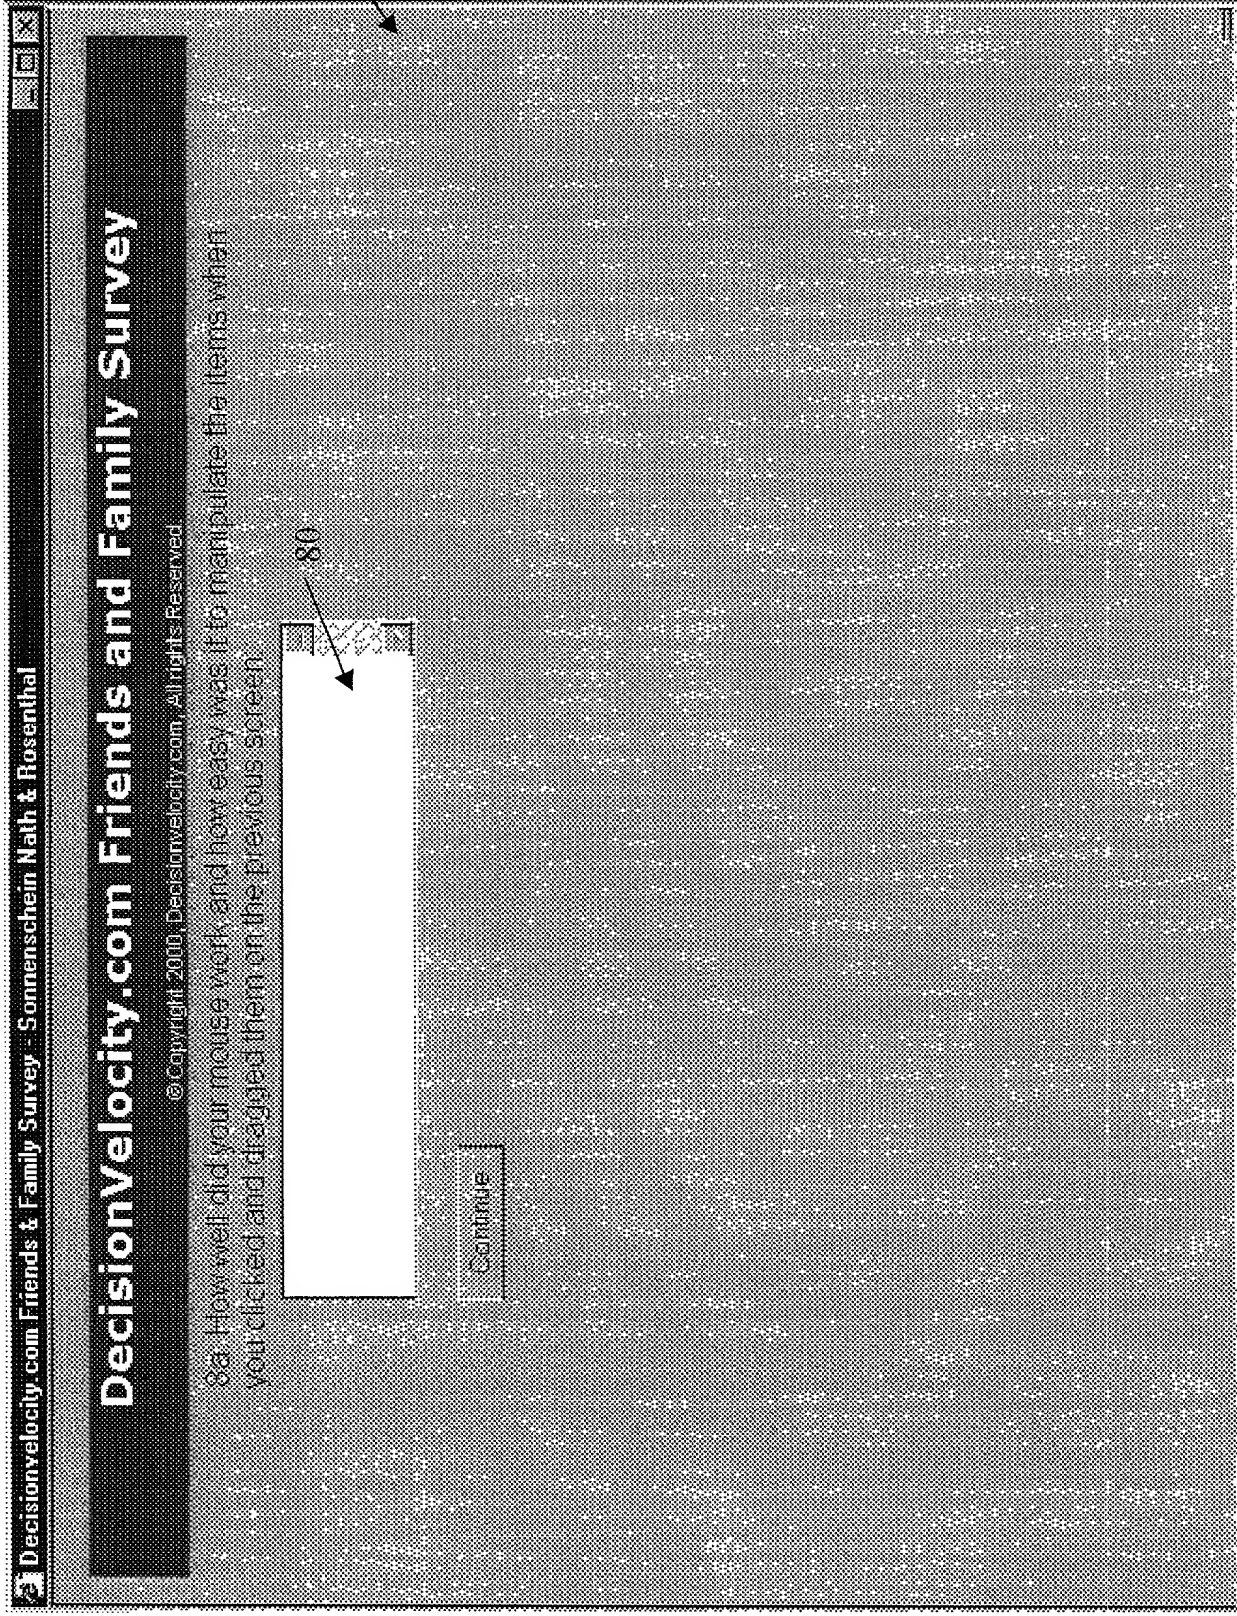 Decisionvelocity.com Friends & Family Survey - Sonnenschein Nath & Rosenthal
DecisionVelocity.com Friends and Family Survey
© Copyright 2000, Decisionvelocity.com, All rights Reserved.
8a. How well did your mouse work and how easy was it to manipulate the items when
you clicked and dragged them on the previous screen
80
Continue